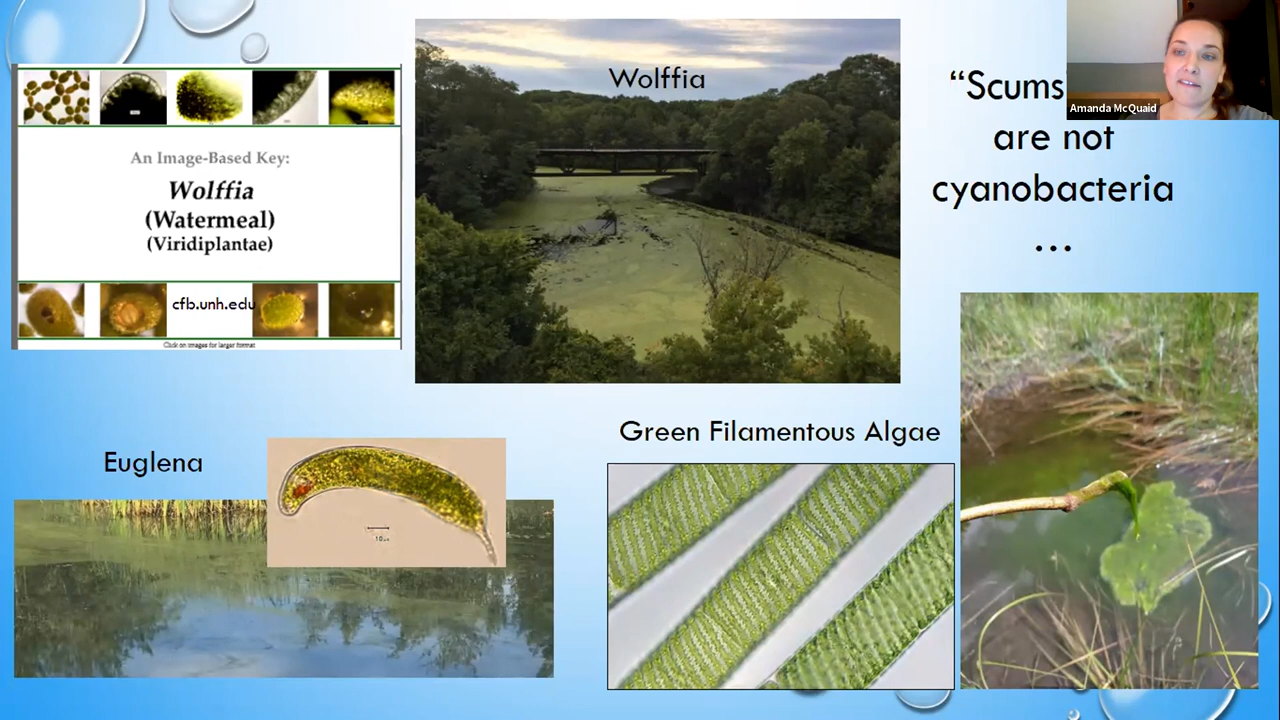 An Image-Based Key:
Wolffia
(Watermeal)
(Viridiplantae)
cfb.unh.edu
Click on images for larger format
Wolffia
“Scums
are not
cyanobacteria
...
Amanda McQuaid
Euglena
Green Filamentous Algae